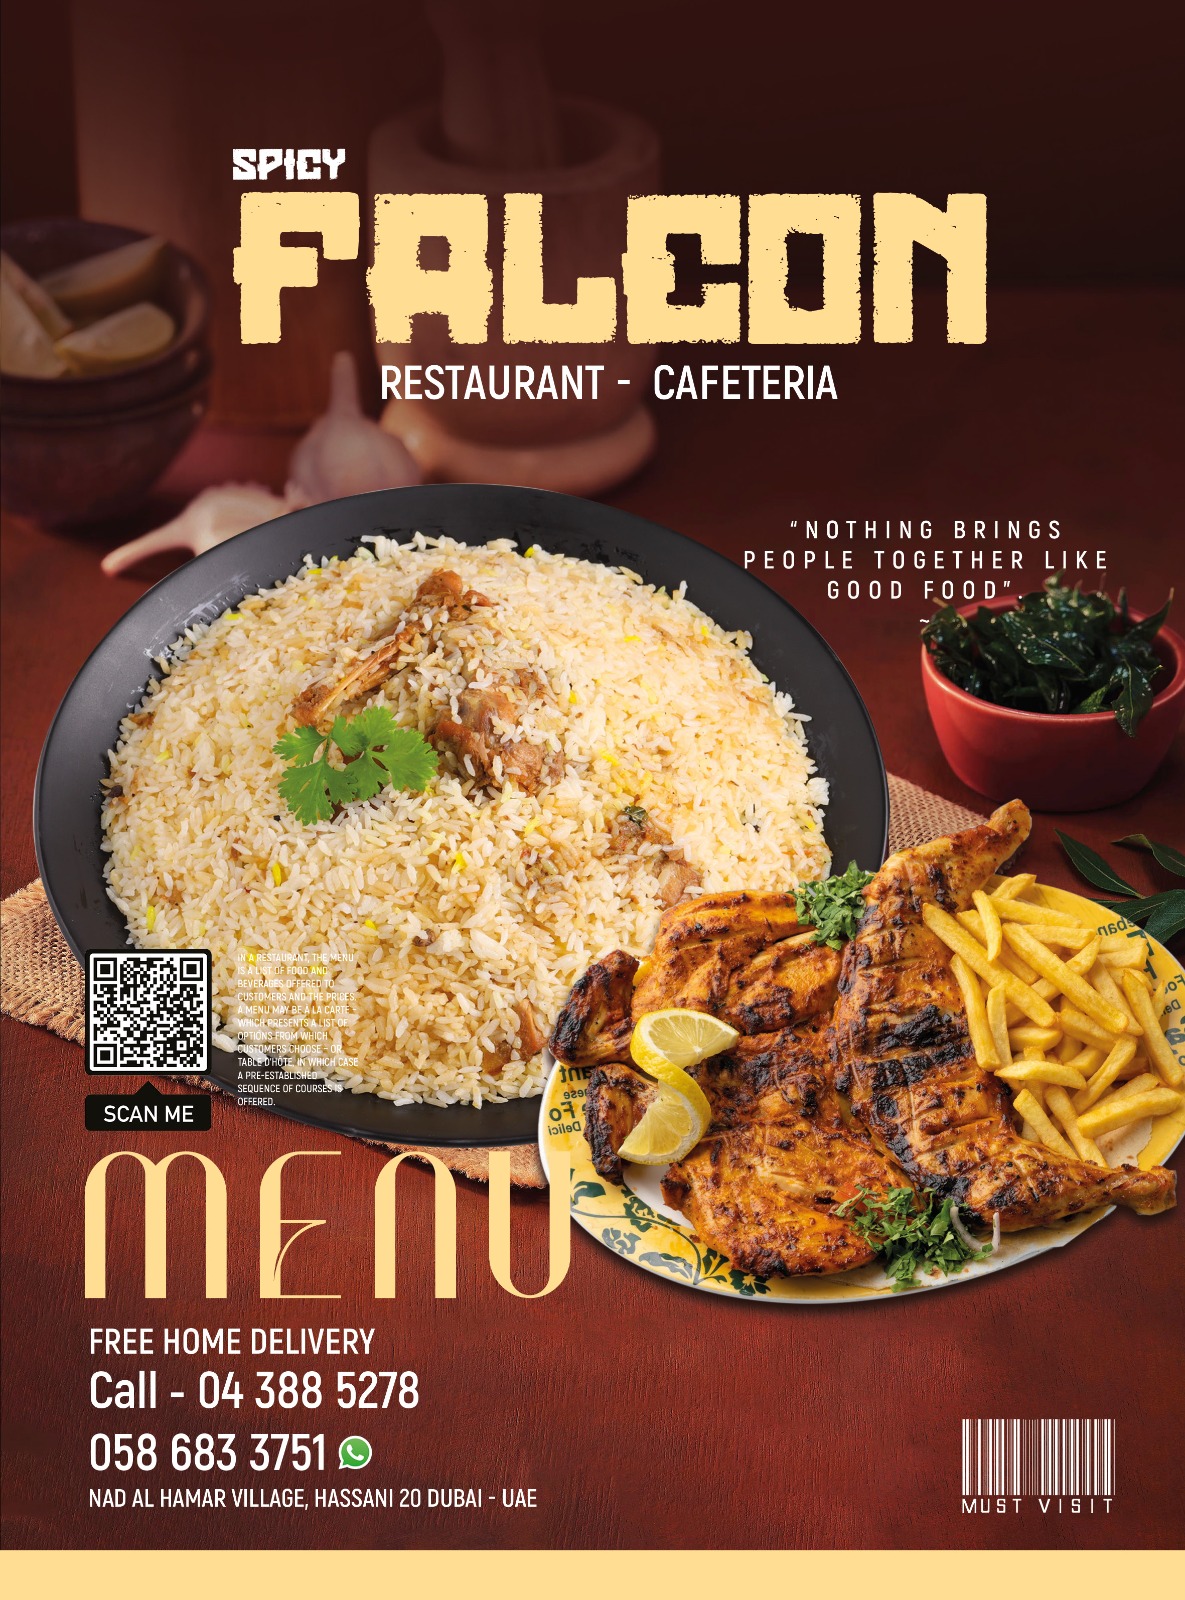 SPICY
FALCON
RESTAURANT - CAFETERIA
“NOTHING BRINGS
PEOPLE TOGETHER LIKE
GOOD FOOD”.
~
IN A RESTAURANT, THE MENU
IS A LIST OF FOOD AND
BEVERAGES OFFERED TO
CUSTOMERS AND THE PRICES.
A MENU MAY BE À LA CARTE –
WHICH PRESENTS A LIST OF
OPTIONS FROM WHICH
CUSTOMERS CHOOSE – OR
TABLE D'HÔTE, IN WHICH CASE
A PRE-ESTABLISHED
SEQUENCE OF COURSES IS
OFFERED.
SCAN ME
MENU
FREE HOME DELIVERY
Call - 04 388 5278
058 683 3751
NAD AL HAMAR VILLAGE, HASSANI 20 DUBAI - UAE
MUST VISIT